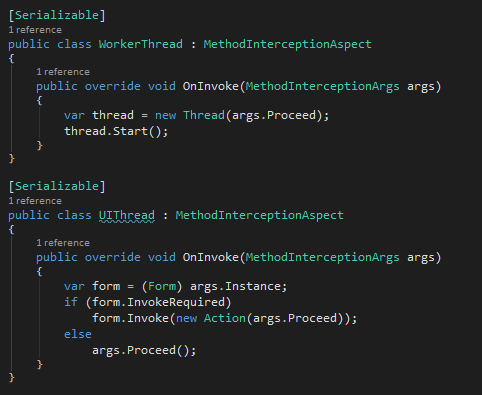 [Serializable]
1 reference
public class WorkerThread : MethodInterceptionAspect
{
1 reference
public override void OnInvoke(MethodInterceptionArgs args)
{
var thread = new Thread(args.Proceed);
thread.Start();
}
}
[Serializable]
1 reference
public class UIThread : MethodInterceptionAspect
{
1 reference
public override void OnInvoke(MethodInterceptionArgs args)
{
var form = (Form) args.Instance;
if (form.InvokeRequired)
form.Invoke(new Action(args.Proceed));
else
args.Proceed();
}
}